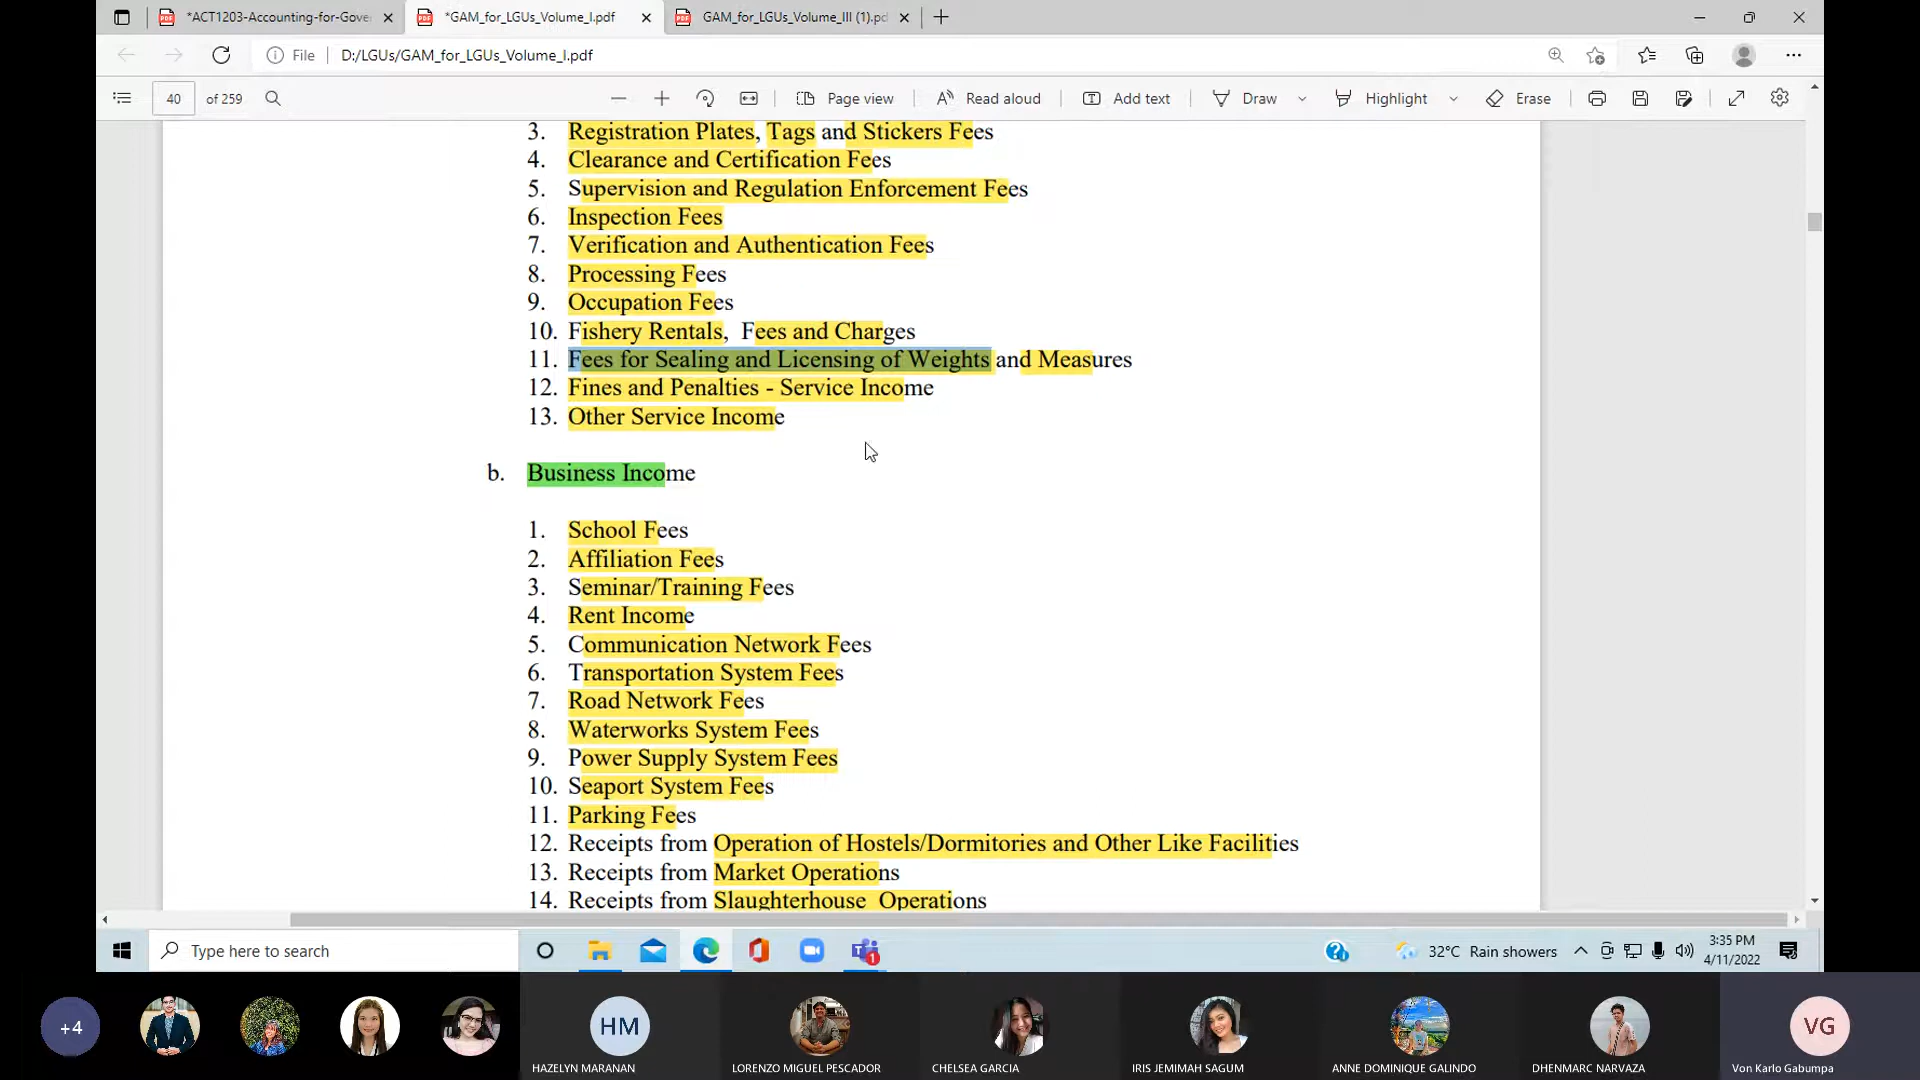 *ACT1203-Accounting-for-Gove
*GAM_for_LGUs_Volume_I.pdf
GAM_for_LGUs_Volume_III (1).pd
File
D:/LGUs/GAM_for_LGUs_Volume_I.pdf
40
of 259
Page view
Read aloud
Add text
Draw
Highlight
Erase
3. Registration Plates, Tags and Stickers Fees
4. Clearance and Certification Fees
5. Supervision and Regulation Enforcement Fees
6. Inspection Fees
7. Verification and Authentication Fees
8. Processing Fees
9. Occupation Fees
10. Fishery Rentals, Fees and Charges
11. Fees for Sealing and Licensing of Weights and Measures
12. Fines and Penalties - Service Income
13. Other Service Income
b. Business Income
1. School Fees
2. Affiliation Fees
3. Seminar/Training Fees
4. Rent Income
5. Communication Network Fees
6. Transportation System Fees
7. Road Network Fees
8. Waterworks System Fees
9. Power Supply System Fees
10. Seaport System Fees
11. Parking Fees
12. Receipts from Operation of Hostels/Dormitories and Other Like Facilities
13. Receipts from Market Operations
14. Receipts from Slaughterhouse Operations
Type here to search
1
32°C Rain showers
3:35 PM
4/11/2022
+4
HM
VG
HAZELYN MARANAN
LORENZO MIGUEL PESCADOR
CHELSEA GARCIA
IRIS JEMIMAH SAGUM
ANNE DOMINIQUE GALINDO
DHENMARC NARVAZA
Von Karlo Gabumpa